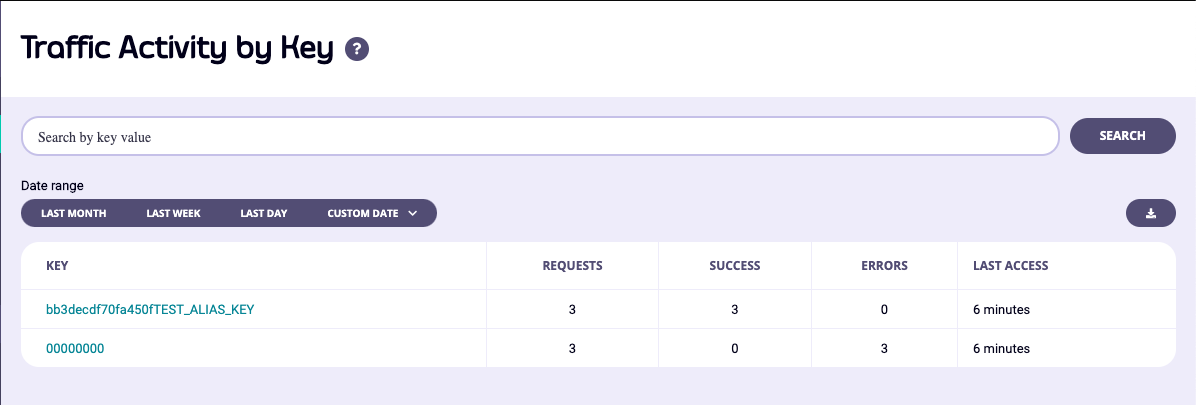 Traffic Activity by Key ?
Search by key value SEARCH
Date range
LAST MONTH LAST WEEK LAST DAY CUSTOM DATE
KEY REQUESTS SUCCESS ERRORS LAST ACCESS
bb3decdf70fa450fTEST_ALIAS_KEY 3 3 0 6 minutes
00000000 3 0 3 6 minutes